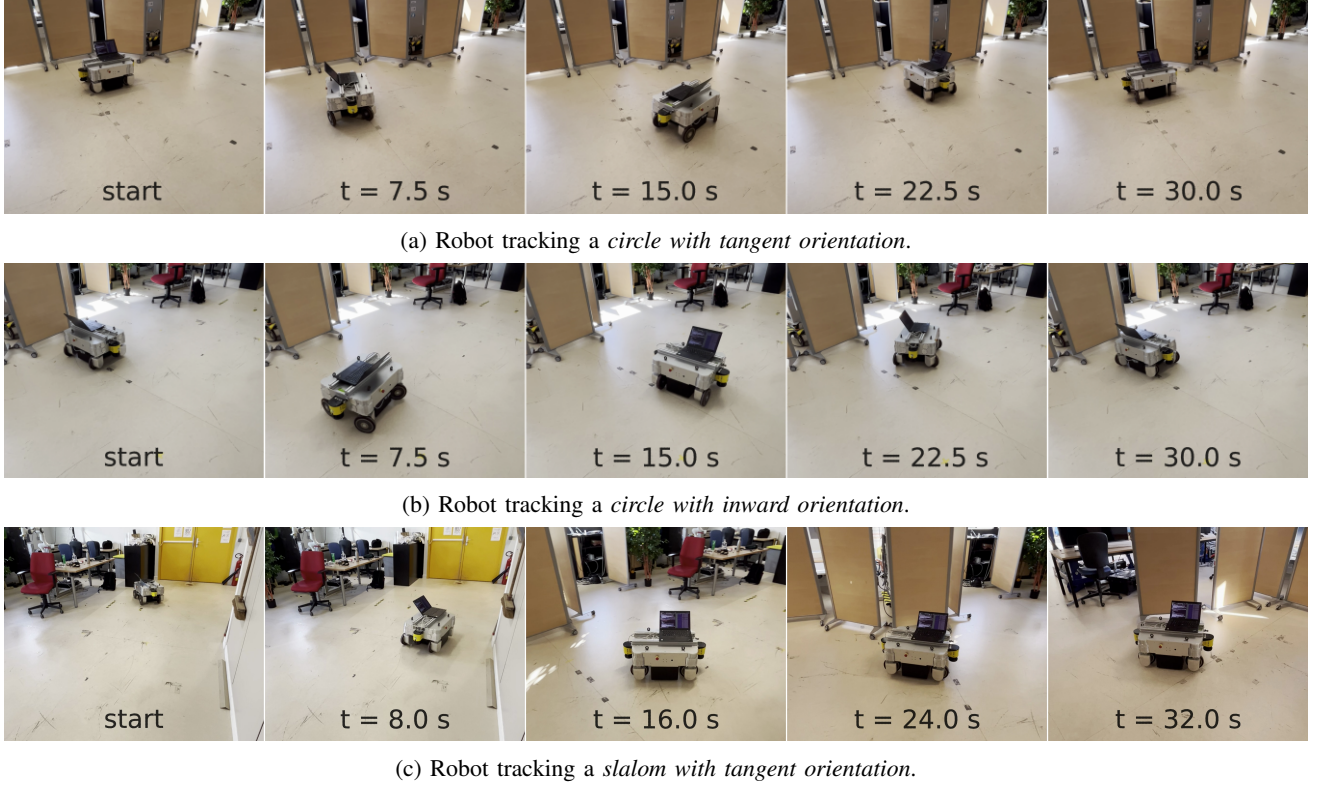 start
t = 7.5 s
t = 15.0 s
t = 22.5 s
t = 30.0 s
(a) Robot tracking a circle with tangent orientation.
start
t = 7.5 s
t = 15.0 s
t = 22.5 s
t = 30.0 s
(b) Robot tracking a circle with inward orientation.
start
t = 8.0 s
t = 16.0 s
t = 24.0 s
t = 32.0 s
(c) Robot tracking a slalom with tangent orientation.